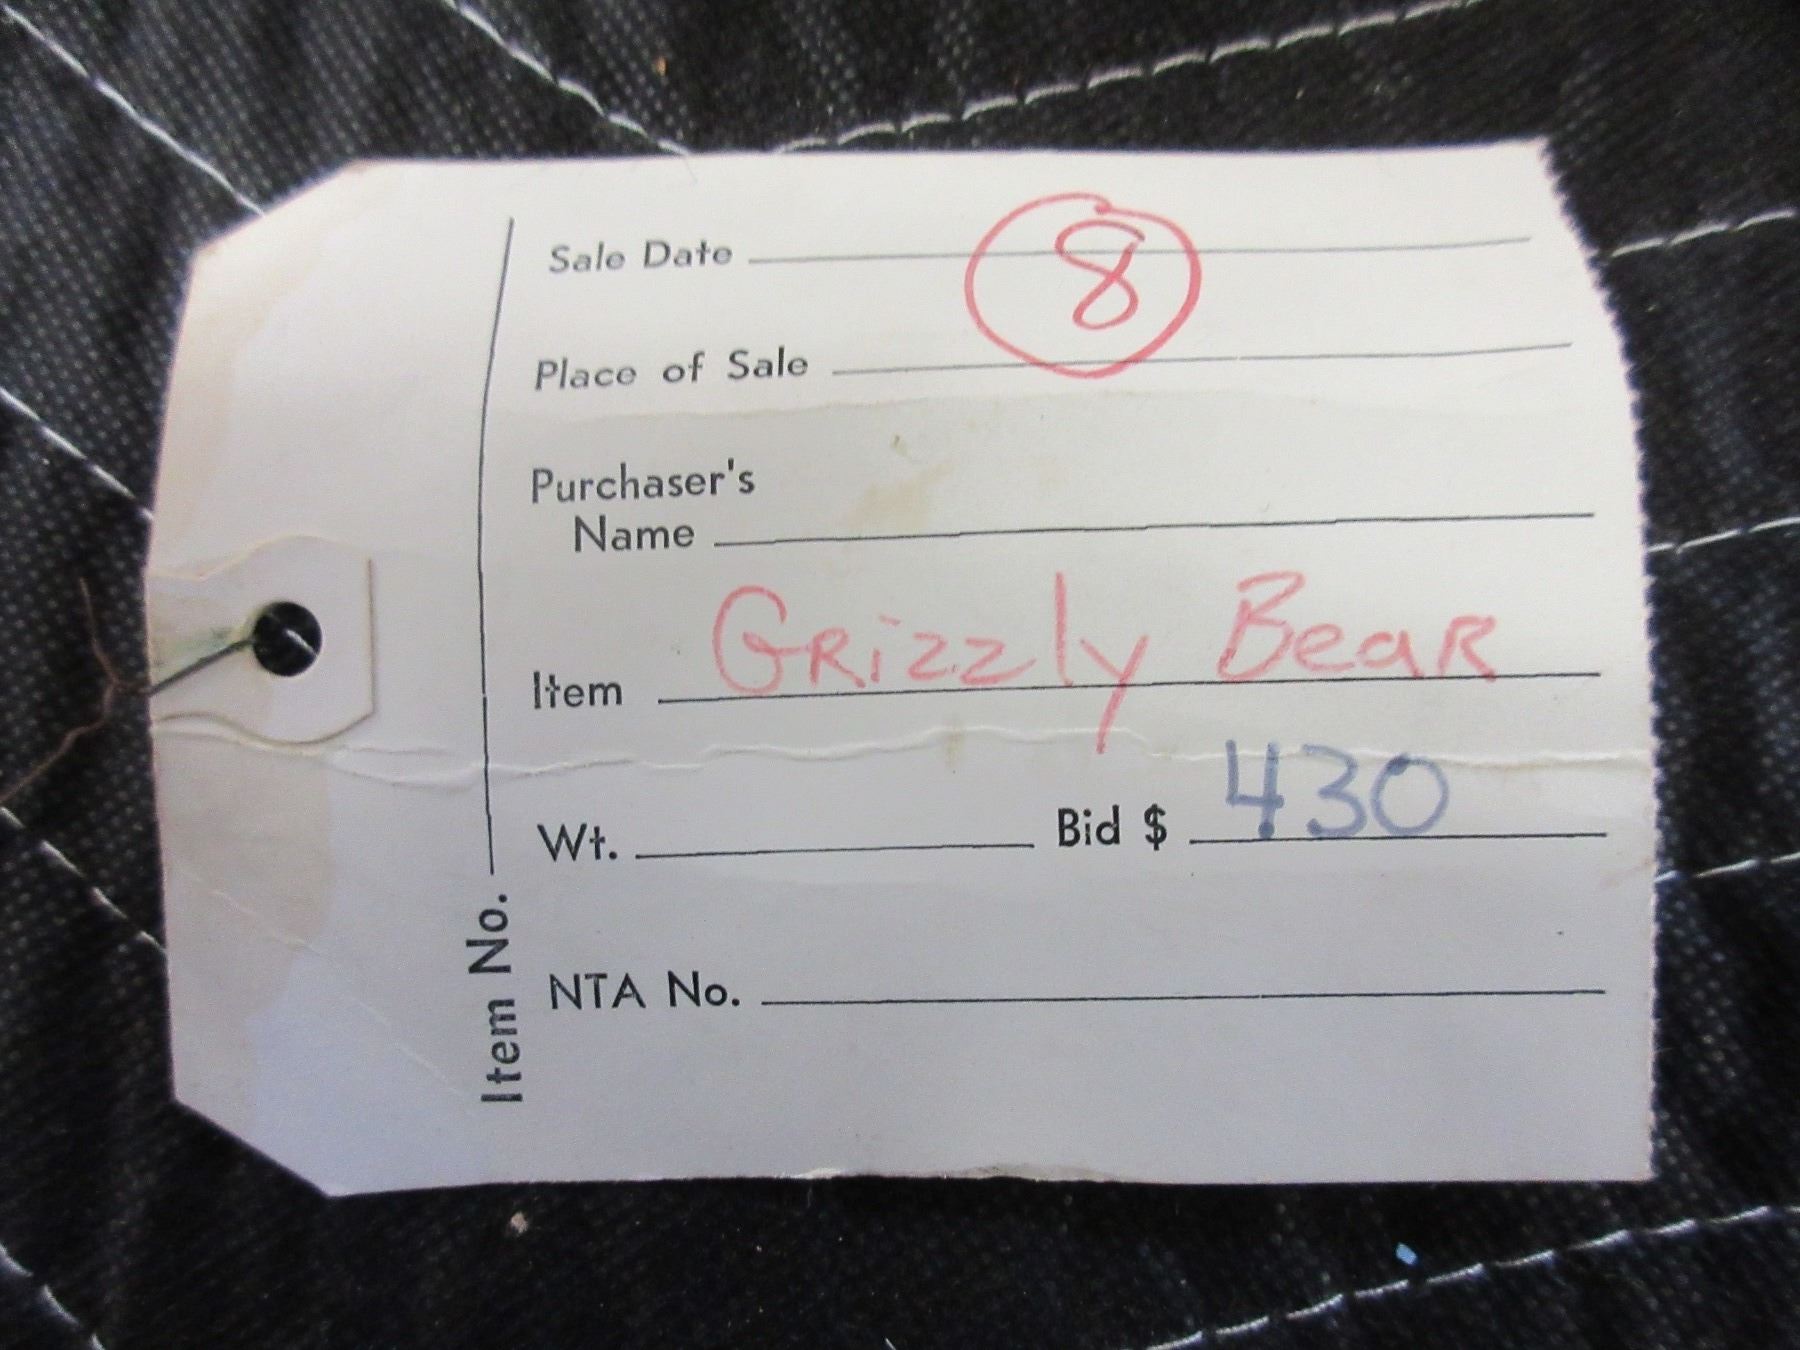 8
Sale Date
Place of Sale
Purchaser's
Name
Item GRizzly BeaR
Wt. Bid $ 430
NTA No.
Item No.